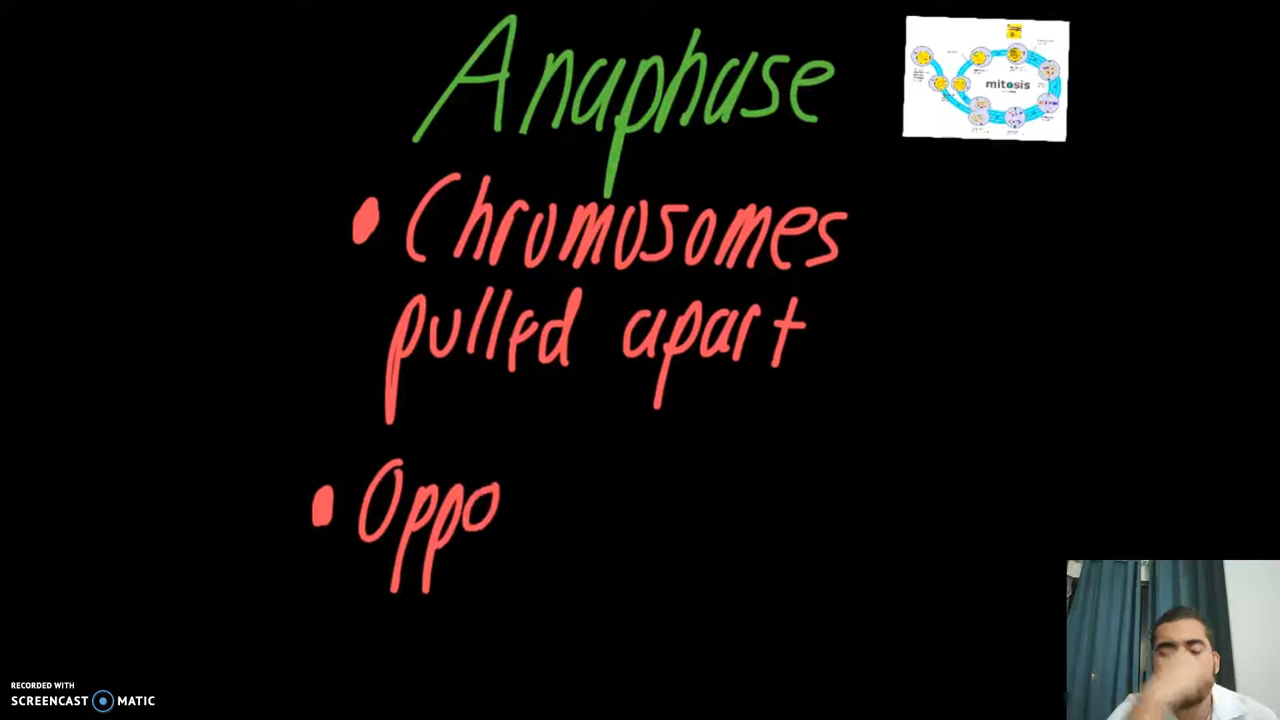 Anaphase
mitosis
• Chromosomes
pulled apart
• Oppo
RECORDED WITH
SCREENCAST MATIC